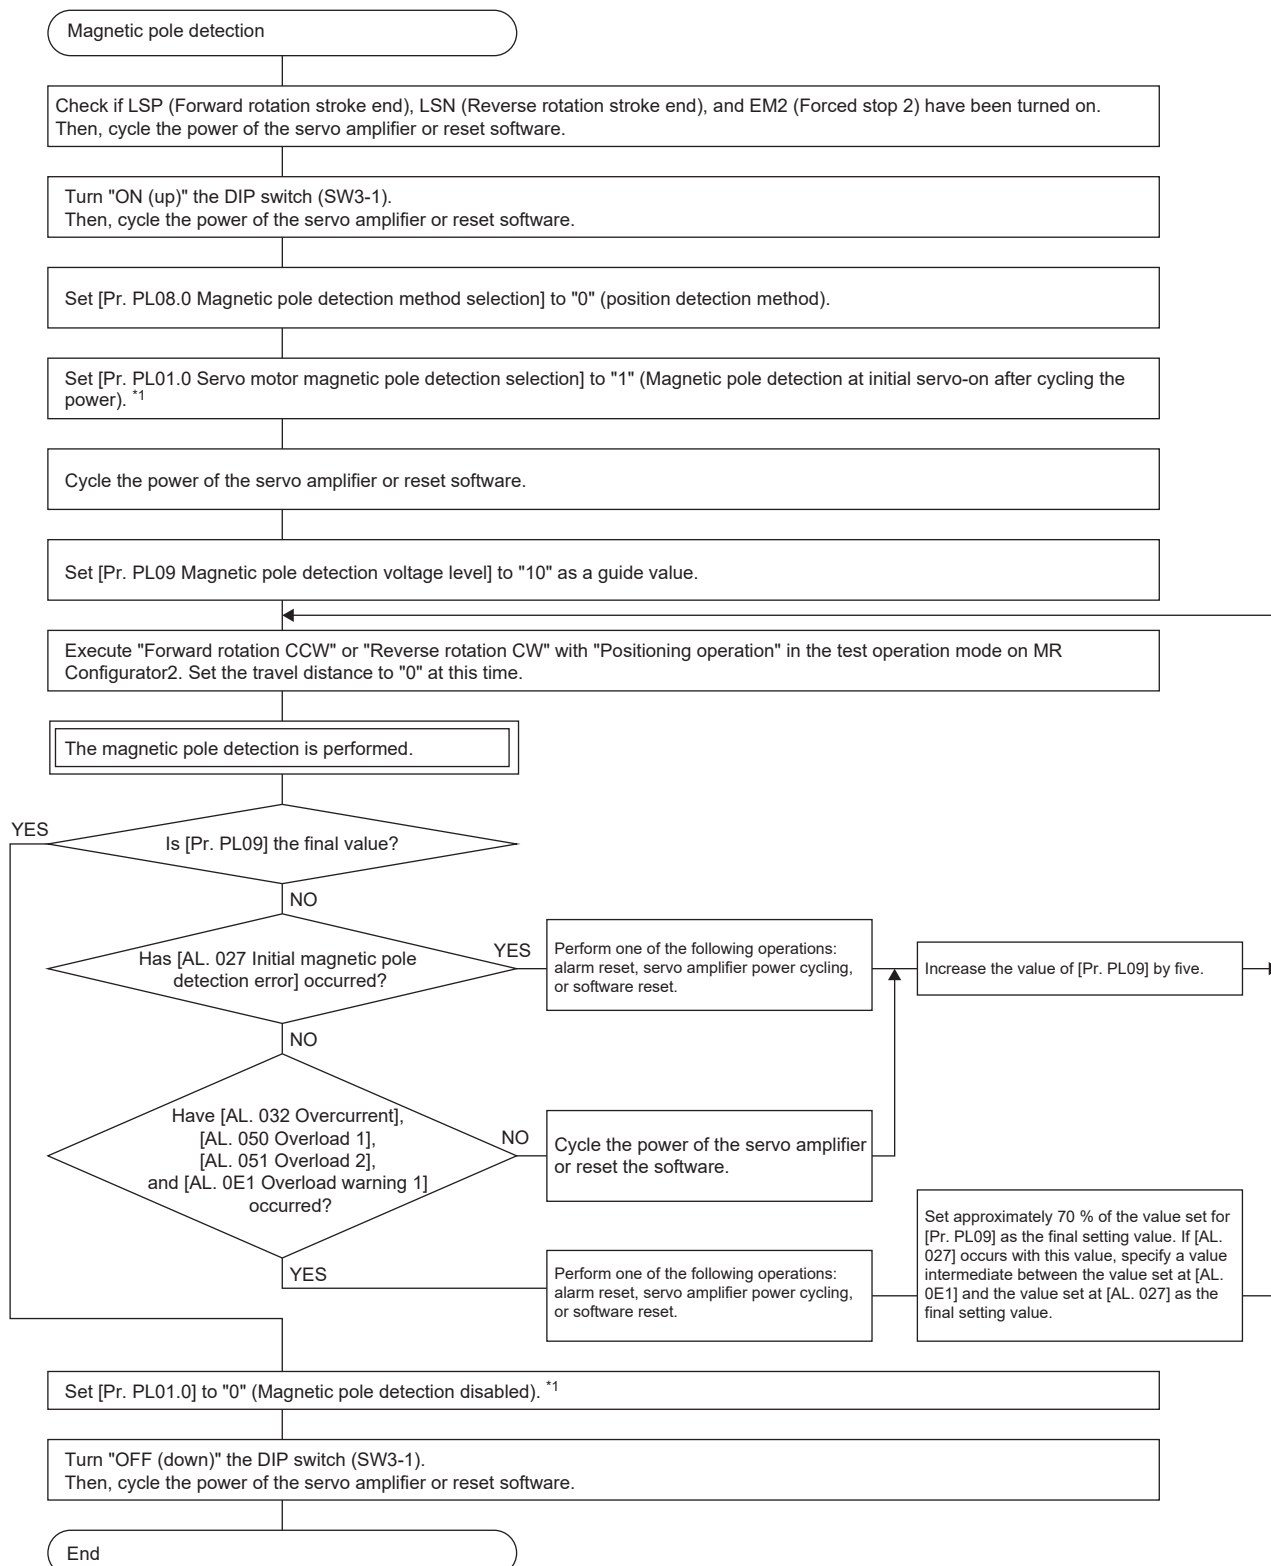 Magnetic pole detection
Check if LSP (Forward rotation stroke end), LSN (Reverse rotation stroke end), and EM2 (Forced stop 2) have been turned on.
Then, cycle the power of the servo amplifier or reset software.
Turn "ON (up)" the DIP switch (SW3-1).
Then, cycle the power of the servo amplifier or reset software.
Set [Pr. PL08.0 Magnetic pole detection method selection] to "0" (position detection method).
Set [Pr. PL01.0 Servo motor magnetic pole detection selection] to "1" (Magnetic pole detection at initial servo-on after cycling the
power). *1
Cycle the power of the servo amplifier or reset software.
Set [Pr. PL09 Magnetic pole detection voltage level] to "10" as a guide value.
Execute "Forward rotation CCW" or "Reverse rotation CW" with "Positioning operation" in the test operation mode on MR
Configurator2. Set the travel distance to "0" at this time.
The magnetic pole detection is performed.
YES
Is [Pr. PL09] the final value?
NO
Has [AL. 027 Initial magnetic pole
detection error] occurred?
YES
Perform one of the following operations:
alarm reset, servo amplifier power cycling,
or software reset.
Increase the value of [Pr. PL09] by five.
NO
Have [AL. 032 Overcurrent],
[AL. 050 Overload 1],
[AL. 051 Overload 2],
and [AL. 0E1 Overload warning 1]
occurred?
NO
Cycle the power of the servo amplifier
or reset the software.
YES
Perform one of the following operations:
alarm reset, servo amplifier power cycling,
or software reset.
Set approximately 70 % of the value set for
[Pr. PL09] as the final setting value. If [AL.
027] occurs with this value, specify a value
intermediate between the value set at [AL.
0E1] and the value set at [AL. 027] as the
final setting value.
Set [Pr. PL01.0] to "0" (Magnetic pole detection disabled). *1
Turn "OFF (down)" the DIP switch (SW3-1).
Then, cycle the power of the servo amplifier or reset software.
End